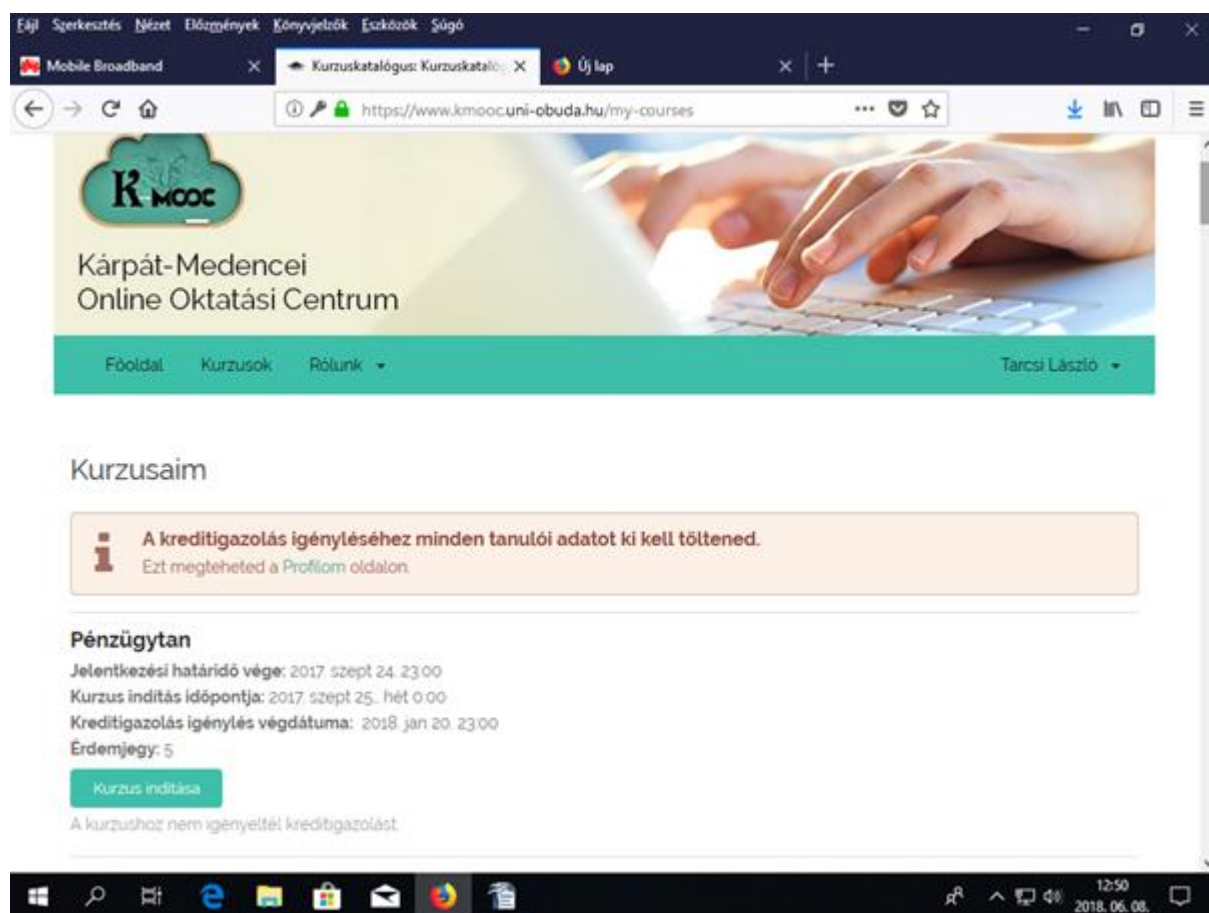 Fájl Szerkesztés Nézet Előzmények Könyvjelzők Eszközök Súgó
Mobile Broadband Kurzuskatalógus: Kurzuskataló Új lap
https://www.kmooc.uni-obuda.hu/my-courses
K MOOC
Kárpát-Medencei
Online Oktatási Centrum
Főoldal Kurzusok Rólunk Tarcsi László
Kurzusaim
A kreditigazolás igényléséhez minden tanulói adatot ki kell töltened.
Ezt megteheted a Profilom oldalon.
Pénzügytan
Jelentkezési határidő vége: 2017. szept 24. 23:00
Kurzus indítás időpontja: 2017. szept 25., hét 0:00
Kreditigazolás igénylés végdátuma: 2018. jan 20. 23:00
Érdemjegy: 5
Kurzus indítása
A kurzushoz nem igényeltél kreditigazolást.
12:50
2018. 06. 08.